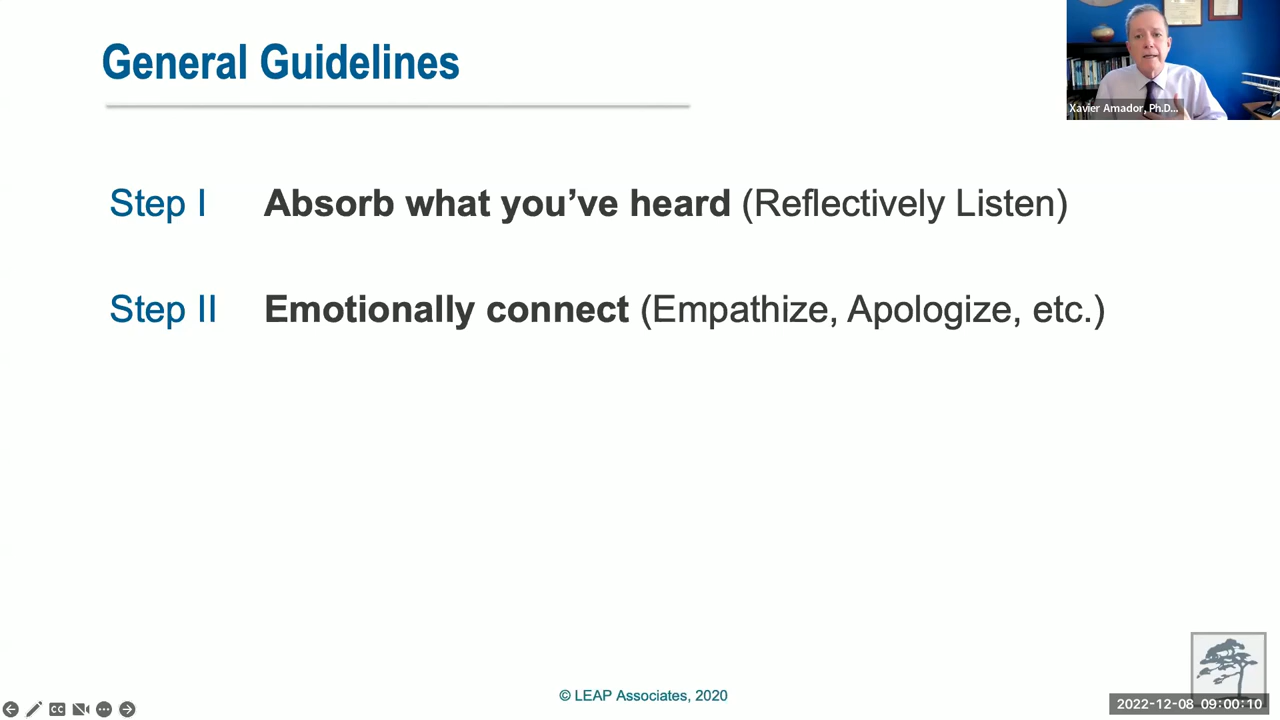 General Guidelines
Xavier Amador, Ph.D...
Step I Absorb what you’ve heard (Reflectively Listen)
Step II Emotionally connect (Empathize, Apologize, etc.)
© LEAP Associates, 2020
CC
2022-12-08 09:00:10